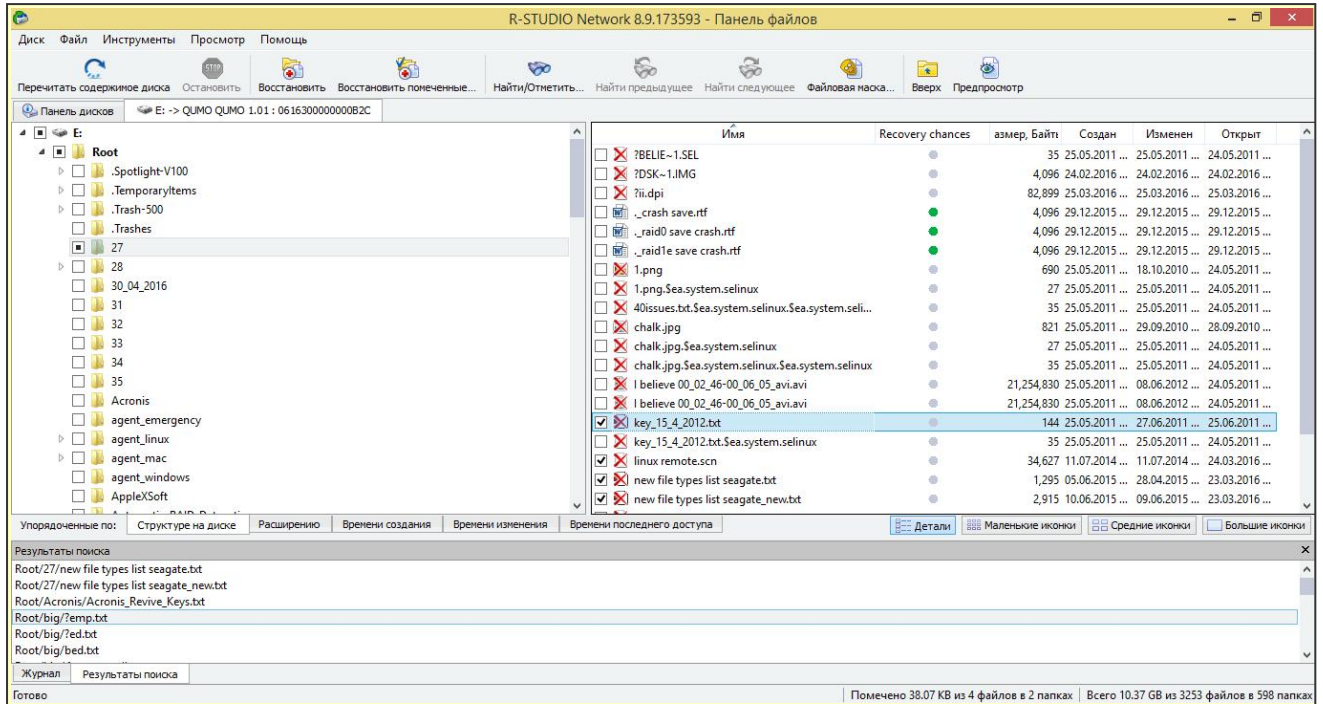 R-STUDIO Network 8.9.173593 - Панель файлов
Диск Файл Инструменты Просмотр Помощь
STOP
Перечитать содержимое диска Остановить Восстановить Восстановить помеченные... Найти/Отметить... Найти предыдущее Найти следующее Файловая маска... Вверх Предпросмотр
Панель дисков E: -> QUMO QUMO 1.01 : 0616300000000B2C
E:
Root
.Spotlight-V100
.TemporaryItems
.Trash-500
.Trashes
27
28
30_04_2016
31
32
33
34
35
Acronis
agent_emergency
agent_linux
agent_mac
agent_windows
AppleXSoft
Имя Recovery chances азмер, Байты Создан Изменен Открыт
?BELIE~1.SEL 35 25.05.2011 ... 25.05.2011 ... 24.05.2011 ...
?DSK~1.IMG 4,096 24.02.2016 ... 24.02.2016 ... 24.02.2016 ...
?ii.dpi 82,899 25.03.2016 ... 25.03.2016 ... 25.03.2016 ...
._crash save.rtf 4,096 29.12.2015 ... 29.12.2015 ... 29.12.2015 ...
._raid0 save crash.rtf 4,096 29.12.2015 ... 29.12.2015 ... 29.12.2015 ...
._raid1e save crash.rtf 4,096 29.12.2015 ... 29.12.2015 ... 29.12.2015 ...
1.png 690 25.05.2011 ... 18.10.2010 ... 24.05.2011 ...
1.png.$ea.system.selinux 27 25.05.2011 ... 25.05.2011 ... 24.05.2011 ...
40issues.txt.$ea.system.selinux.$ea.system.seli... 35 25.05.2011 ... 25.05.2011 ... 24.05.2011 ...
chalk.jpg 821 25.05.2011 ... 29.09.2010 ... 28.09.2010 ...
chalk.jpg.$ea.system.selinux 27 25.05.2011 ... 25.05.2011 ... 24.05.2011 ...
chalk.jpg.$ea.system.selinux.$ea.system.selinux 35 25.05.2011 ... 25.05.2011 ... 24.05.2011 ...
I believe 00_02_46-00_06_05_avi.avi 21,254,830 25.05.2011 ... 08.06.2012 ... 24.05.2011 ...
I believe 00_02_46-00_06_05_avi.avi 21,254,830 25.05.2011 ... 08.06.2012 ... 24.05.2011 ...
key_15_4_2012.txt 144 25.05.2011 ... 27.06.2011 ... 25.06.2011 ...
key_15_4_2012.txt.$ea.system.selinux 35 25.05.2011 ... 25.05.2011 ... 24.05.2011 ...
linux remote.scn 34,627 11.07.2014 ... 11.07.2014 ... 24.03.2016 ...
new file types list seagate.txt 1,295 05.06.2015 ... 28.04.2015 ... 23.03.2016 ...
new file types list seagate_new.txt 2,915 10.06.2015 ... 09.06.2015 ... 23.03.2016 ...
Упорядоченные по: Структуре на диске Расширению Времени создания Времени изменения Времени последнего доступа Детали Маленькие иконки Средние иконки Большие иконки
Результаты поиска
Root/27/new file types list seagate.txt
Root/27/new file types list seagate_new.txt
Root/Acronis/Acronis_Revive_Keys.txt
Root/big/?emp.txt
Root/big/?ed.txt
Root/big/bed.txt
Журнал Результаты поиска
Готово Помечено 38.07 KB из 4 файлов в 2 папках Всего 10.37 GB из 3253 файлов в 598 папках